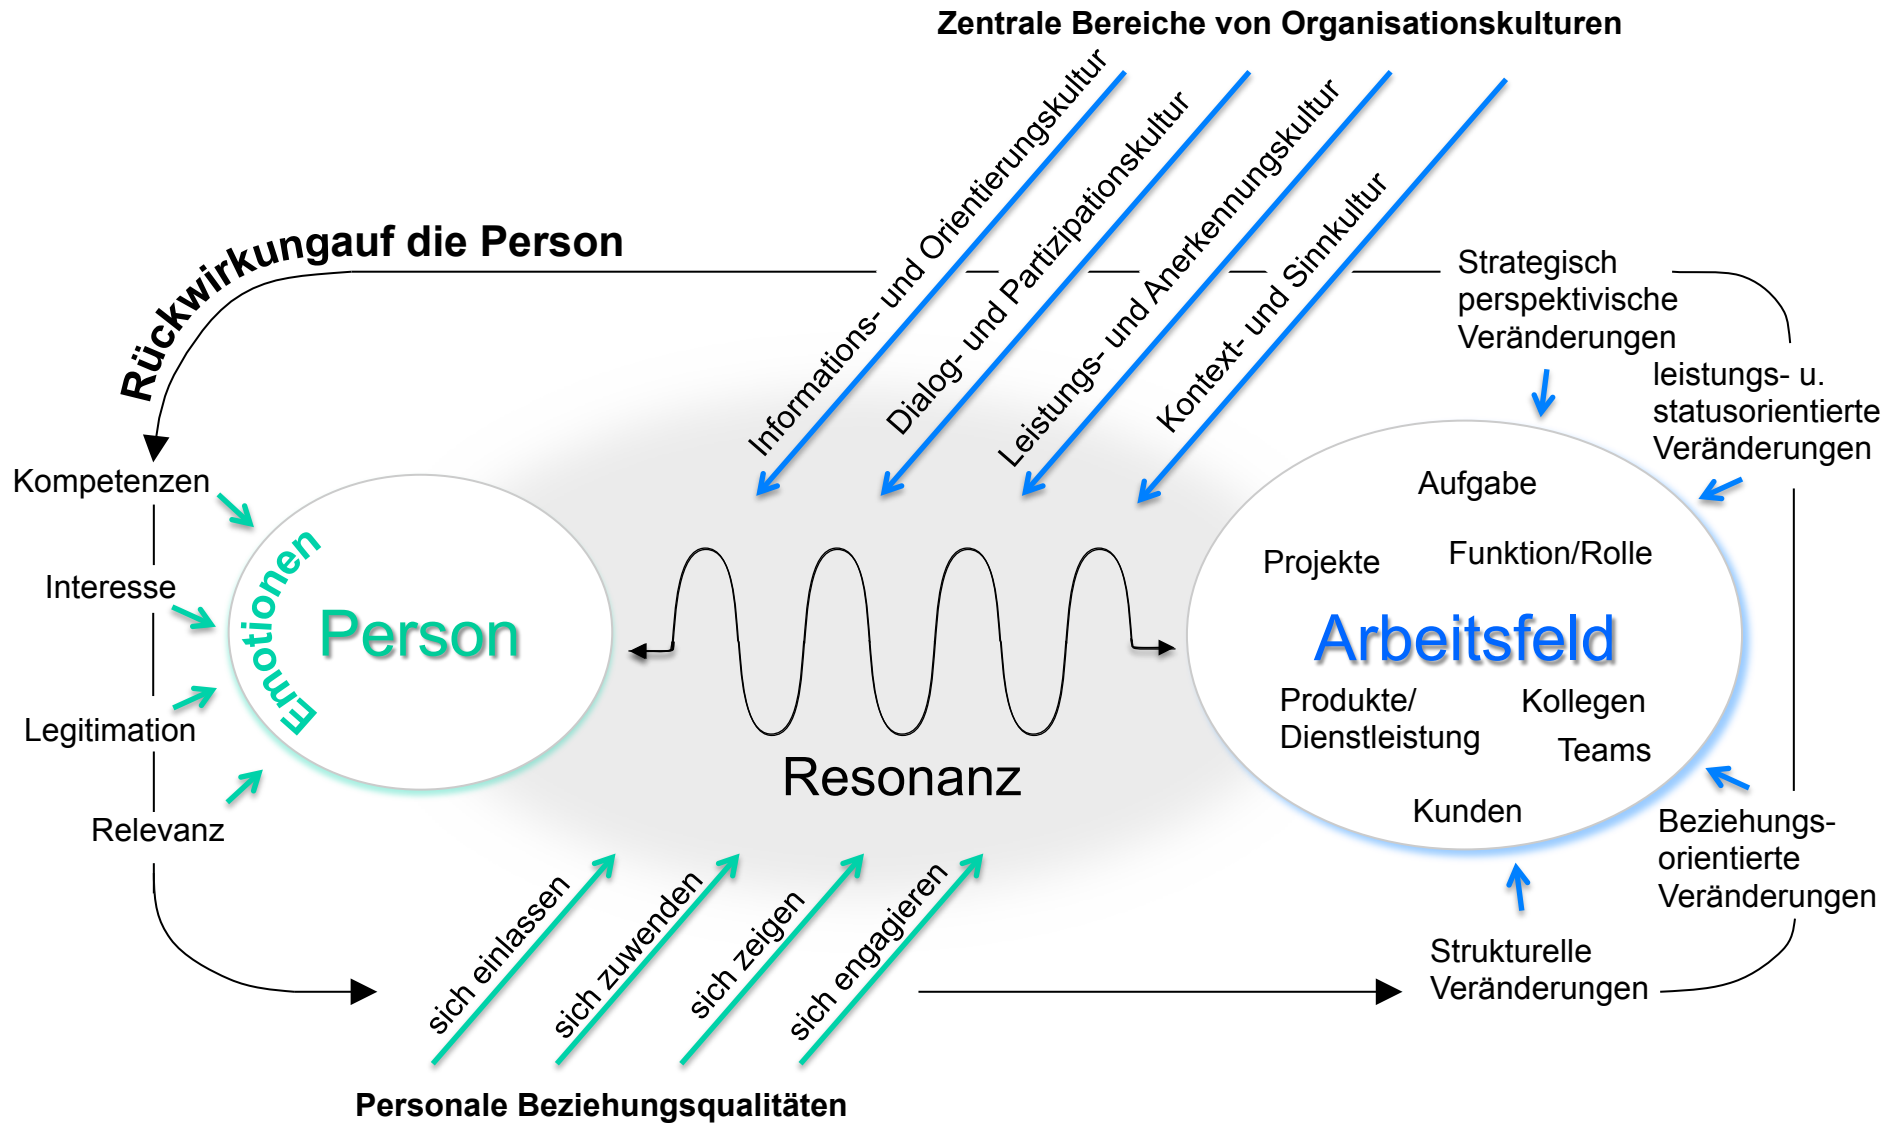 Zentrale Bereiche von Organisationskulturen
Informations- und Orientierungskultur
Dialog- und Partizipationskultur
Leistungs- und Anerkennungskultur
Kontext- und Sinnkultur
Rückwirkungauf die Person
Strategisch
perspektivische
Veränderungen
leistungs- u.
statusorientierte
Veränderungen
Kompetenzen
Interesse
Legitimation
Relevanz
Emotionen
Person
Resonanz
Aufgabe
Projekte
Funktion/Rolle
Arbeitsfeld
Produkte/
Dienstleistung
Kollegen
Teams
Kunden
Beziehungs-
orientierte
Veränderungen
Strukturelle
Veränderungen
sich einlassen
sich zuwenden
sich zeigen
sich engagieren
Personale Beziehungsqualitäten